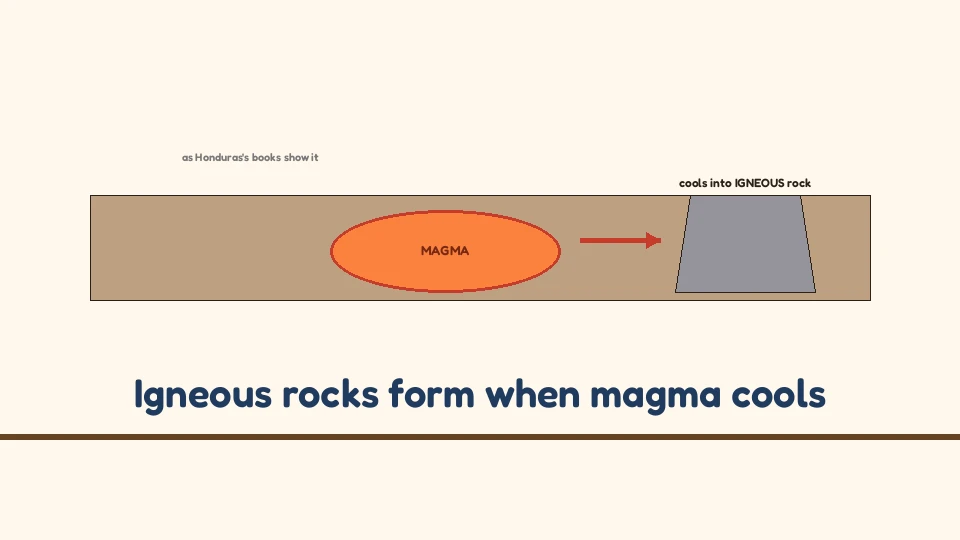 as Honduras's books show it
cools into IGNEOUS rock
MAGMA
Igneous rocks form when magma cools